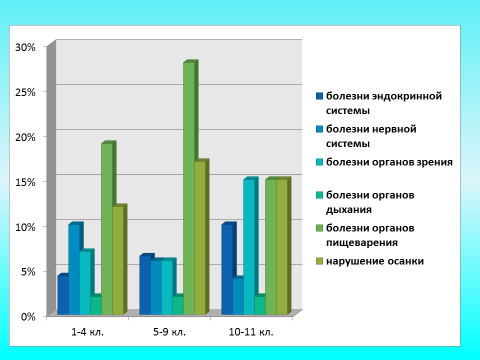 30%
25%
20%
15%
10%
5%
0%
1-4 кл.
5-9 кл.
10-11 кл.
болезни эндокринной
системы
болезни нервной
системы
болезни органов зрения
болезни органов
дыхания
болезни органов
пищеварения
нарушение осанки